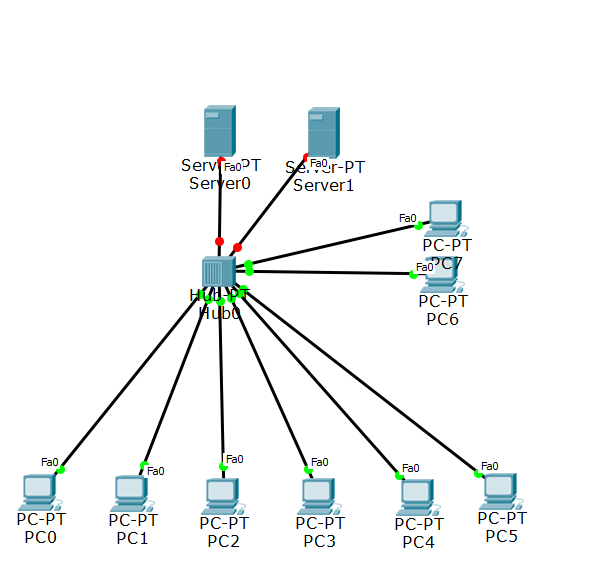 Server-PT
Server0
Fa0
Server-PT
Server1
Fa0
Fa0
PC-PT
PC7
Fa0
PC-PT
PC6
Hub-PT
Hub0
Fa0
PC-PT
PC0
Fa0
PC-PT
PC1
Fa0
PC-PT
PC2
Fa0
PC-PT
PC3
Fa0
PC-PT
PC4
Fa0
PC-PT
PC5